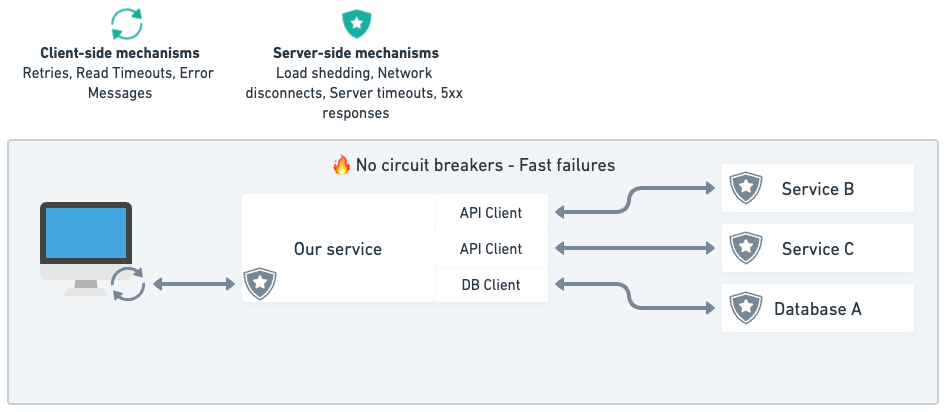 Client-side mechanisms
Retries, Read Timeouts, Error
Messages
Server-side mechanisms
Load shedding, Network
disconnects, Server timeouts, 5xx
responses
No circuit breakers - Fast failures
Our service
API Client
API Client
DB Client
Service B
Service C
Database A